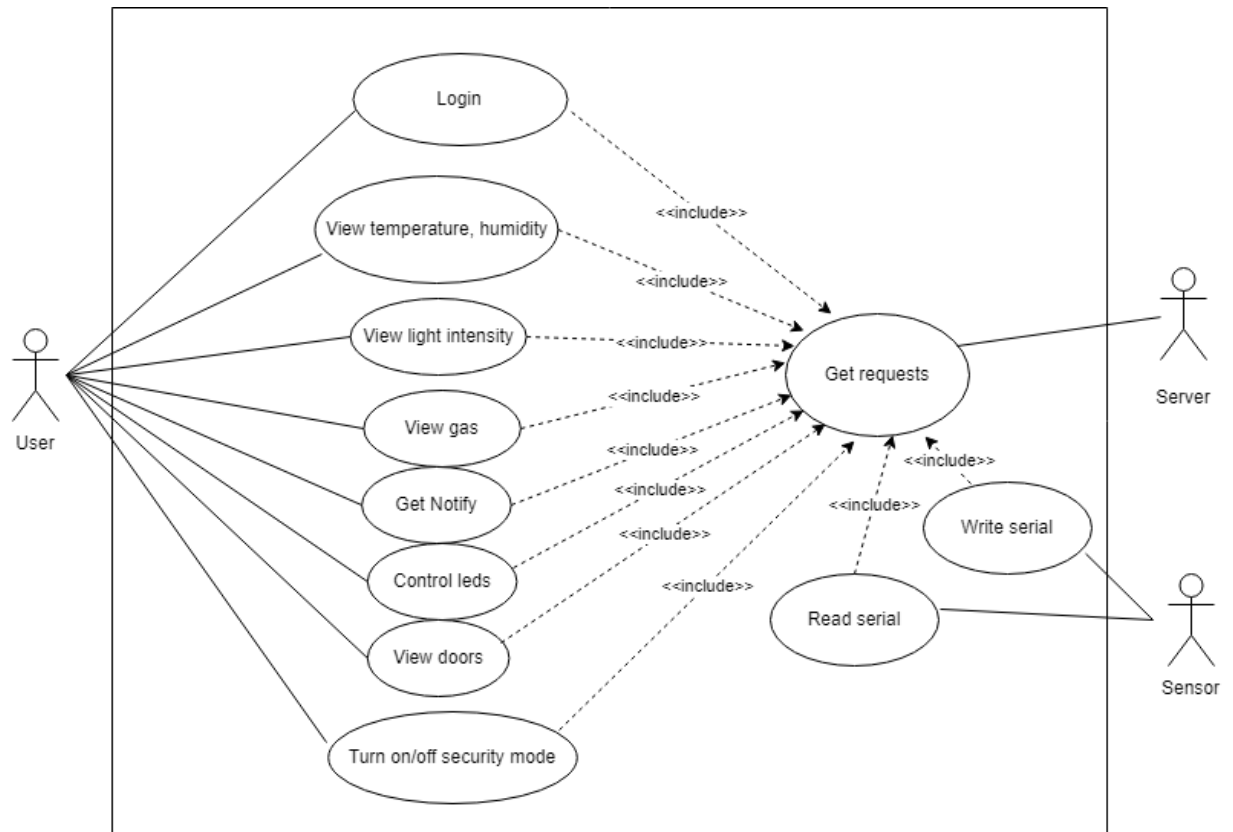 Login
<<include>>
View temperature, humidity
<<include>>
View light intensity
<<include>>
Get requests
Server
User
View gas
<<include>>
Get Notify
<<include>>
<<include>>
Write serial
Control leds
<<include>>
<<include>>
View doors
<<include>>
Read serial
Sensor
<<include>>
Turn on/off security mode